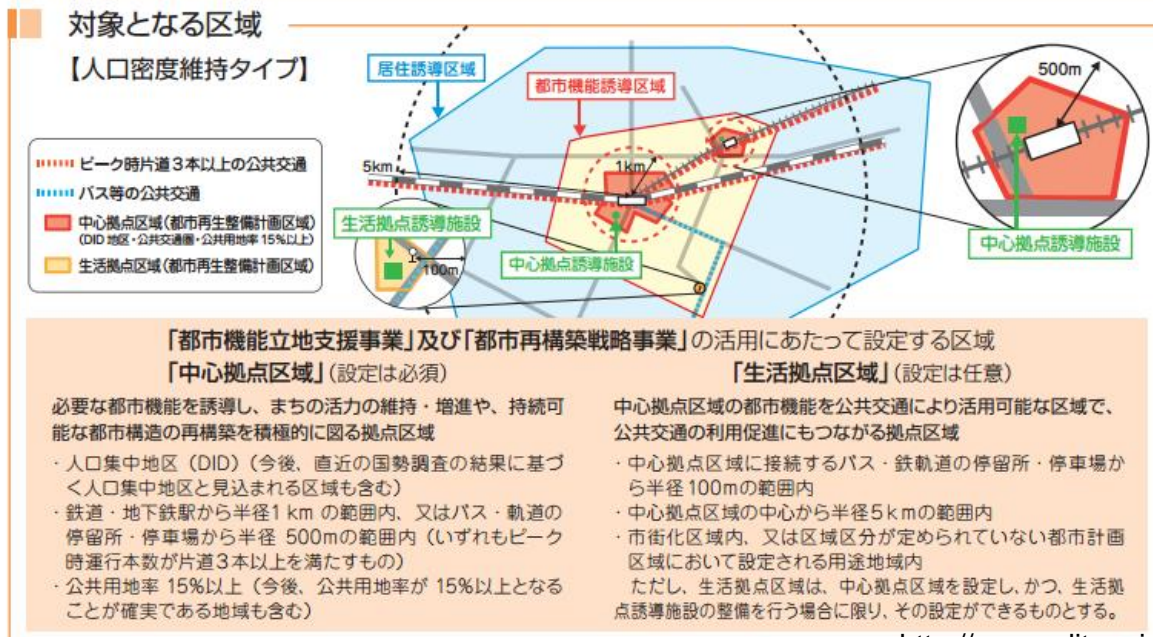 対象となる区域
【人口密度維持タイプ】
居住誘導区域
都市機能誘導区域
500m
ピーク時片道3本以上の公共交通
バス等の公共交通
中心拠点区域(都市再生整備計画区域)
(DID 地区・公共交通圏・公共用地率 15%以上)
生活拠点区域(都市再生整備計画区域)
5km
1km
生活拠点誘導施設
100m
中心拠点誘導施設
中心拠点誘導施設
「都市機能立地支援事業」及び「都市再構築戦略事業」の活用にあたって設定する区域
「中心拠点区域」(設定は必須)
必要な都市機能を誘導し、まちの活力の維持・増進や、持続可
能な都市構造の再構築を積極的に図る拠点区域
・人口集中地区(DID)(今後、直近の国勢調査の結果に基づ
く人口集中地区と見込まれる区域も含む)
・鉄道・地下鉄駅から半径1 km の範囲内、又はバス・軌道の
停留所・停車場から半径 500mの範囲内(いずれもピーク
時運行本数が片道3本以上を満たすもの)
・公共用地率 15%以上(今後、公共用地率が 15%以上となる
ことが確実である地域も含む)
「生活拠点区域」(設定は任意)
中心拠点区域の都市機能を公共交通により活用可能な区域で、
公共交通の利用促進にもつながる拠点区域
・中心拠点区域に接続するバス・鉄軌道の停留所・停車場か
ら半径100mの範囲内
・中心拠点区域の中心から半径5kmの範囲内
・市街化区域内、又は区域区分が定められていない都市計画
区域において設定される用途地域内
ただし、生活拠点区域は、中心拠点区域を設定し、かつ、生活拠
点誘導施設の整備を行う場合に限り、その設定ができるものとする。